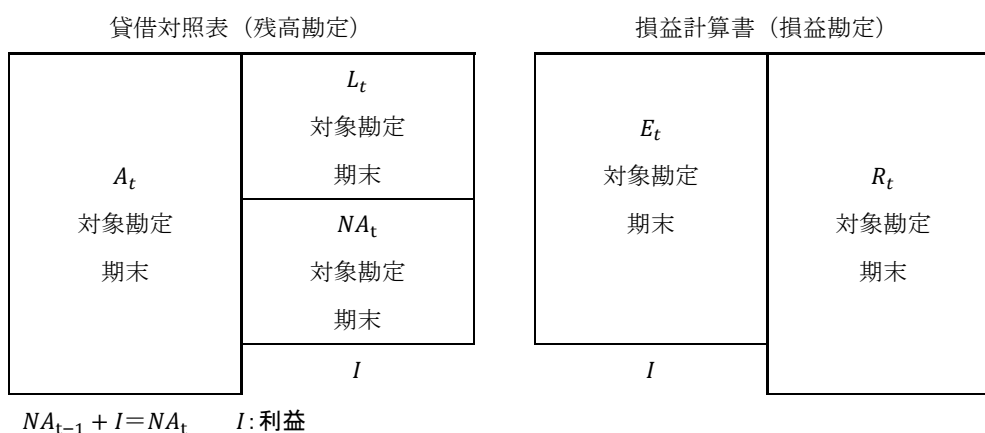 貸借対照表（残高勘定）
$A_t$
対象勘定
期末
$L_t$
対象勘定
期末
$NA_t$
対象勘定
期末
$I$
損益計算書（損益勘定）
$E_t$
対象勘定
期末
$I$
$R_t$
対象勘定
期末
$NA_{t-1} + I = NA_t$　$I$:利益